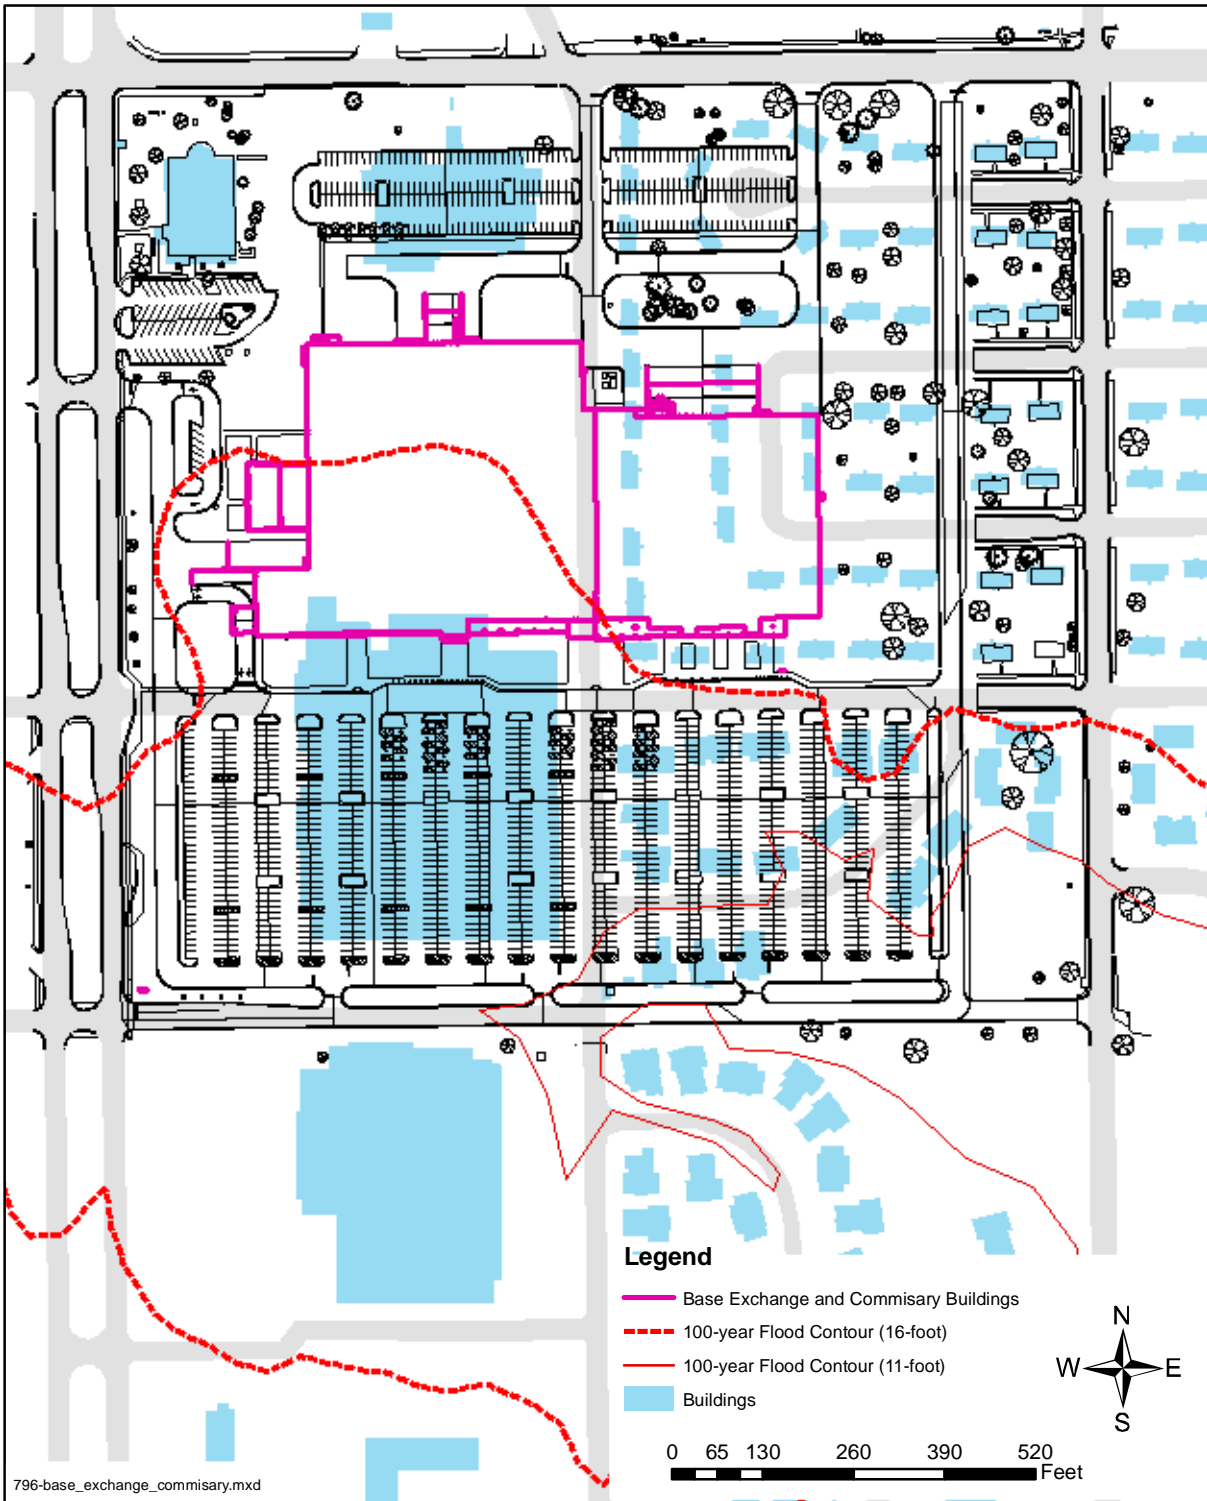 Legend
Base Exchange and Commisary Buildings
100-year Flood Contour (16-foot)
100-year Flood Contour (11-foot)
Buildings
N
W E
S
0 65 130 260 390 520
Feet
796-base_exchange_commisary.mxd